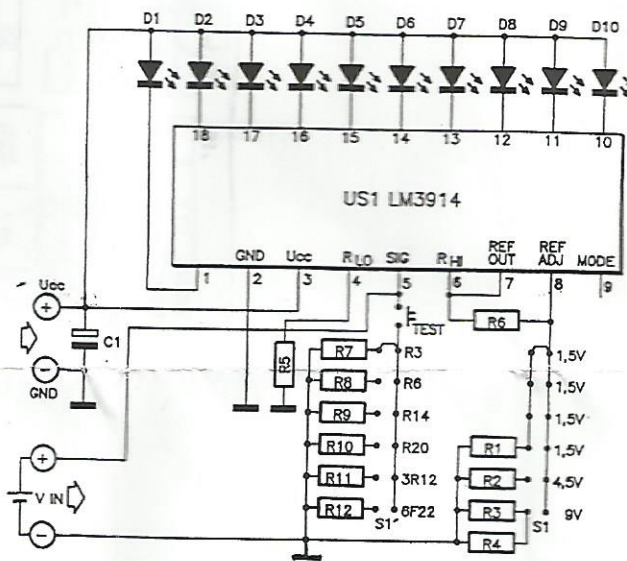 D1 D2 D3 D4 D5 D6 D7 D8 D9 D10
18 17 16 15 14 13 12 11 10
US1 LM3914
GND Ucc RLO SIG RHI REF OUT REF ADJ MODE
1 2 3 4 5 6 7 8 9
Ucc
+
C1
TEST
R6
R5
-
GND
R7 R3 1,5V
R8 R6 1,5V
R9 R14 1,5V
R10 R20 R1 1,5V
R11 3R12 R2 4,5V
R12 S1' 6F22 R3 S1 9V
R4
+
V IN
-